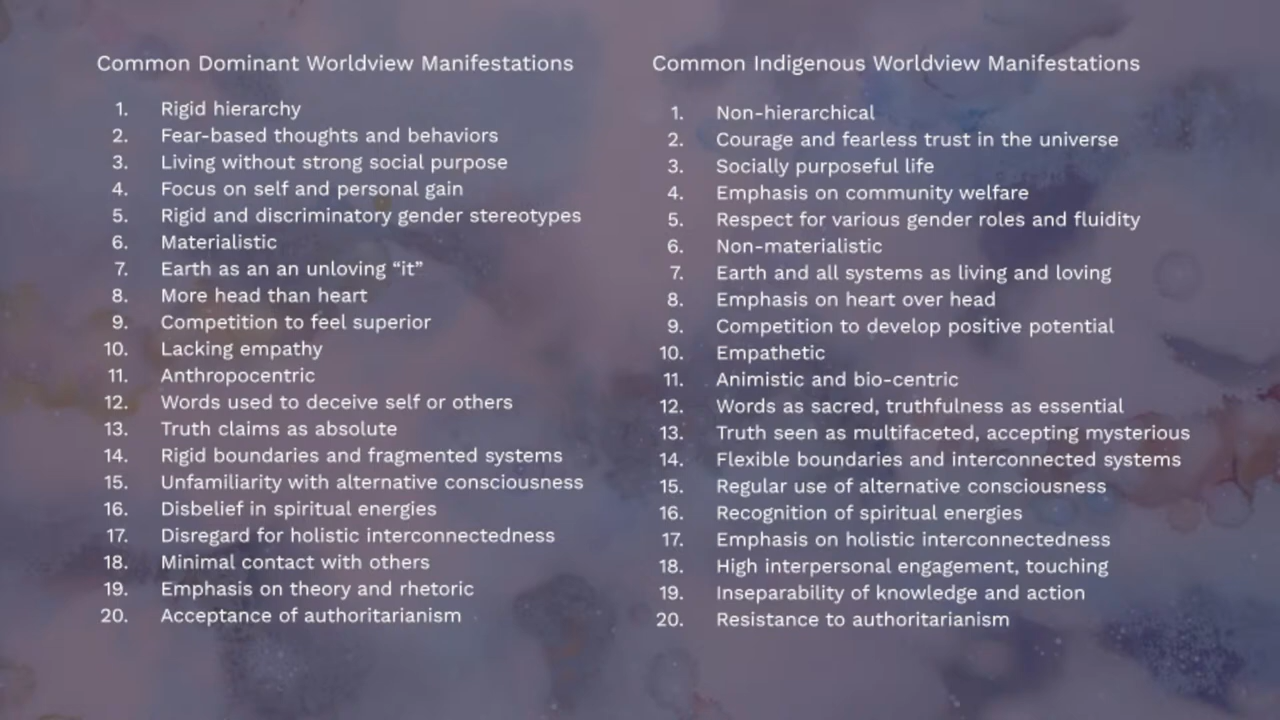 Common Dominant Worldview Manifestations
1. Rigid hierarchy
2. Fear-based thoughts and behaviors
3. Living without strong social purpose
4. Focus on self and personal gain
5. Rigid and discriminatory gender stereotypes
6. Materialistic
7. Earth as an an unloving “it”
8. More head than heart
9. Competition to feel superior
10. Lacking empathy
11. Anthropocentric
12. Words used to deceive self or others
13. Truth claims as absolute
14. Rigid boundaries and fragmented systems
15. Unfamiliarity with alternative consciousness
16. Disbelief in spiritual energies
17. Disregard for holistic interconnectedness
18. Minimal contact with others
19. Emphasis on theory and rhetoric
20. Acceptance of authoritarianism
Common Indigenous Worldview Manifestations
1. Non-hierarchical
2. Courage and fearless trust in the universe
3. Socially purposeful life
4. Emphasis on community welfare
5. Respect for various gender roles and fluidity
6. Non-materialistic
7. Earth and all systems as living and loving
8. Emphasis on heart over head
9. Competition to develop positive potential
10. Empathetic
11. Animistic and bio-centric
12. Words as sacred, truthfulness as essential
13. Truth seen as multifaceted, accepting mysterious
14. Flexible boundaries and interconnected systems
15. Regular use of alternative consciousness
16. Recognition of spiritual energies
17. Emphasis on holistic interconnectedness
18. High interpersonal engagement, touching
19. Inseparability of knowledge and action
20. Resistance to authoritarianism